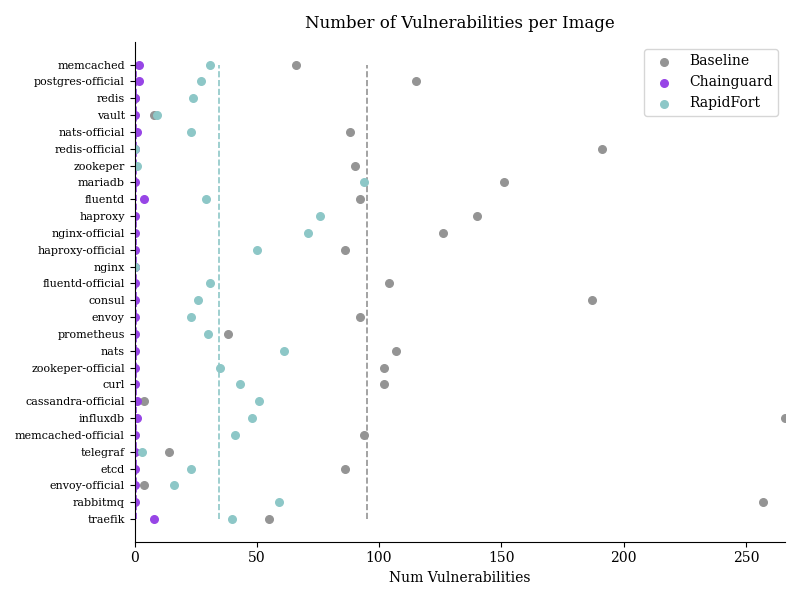 Number of Vulnerabilities per Image
Baseline
Chainguard
RapidFort
memcached
postgres-official
redis
vault
nats-official
redis-official
zookeper
mariadb
fluentd
haproxy
nginx-official
haproxy-official
nginx
fluentd-official
consul
envoy
prometheus
nats
zookeper-official
curl
cassandra-official
influxdb
memcached-official
telegraf
etcd
envoy-official
rabbitmq
traefik
0 50 100 150 200 250
Num Vulnerabilities